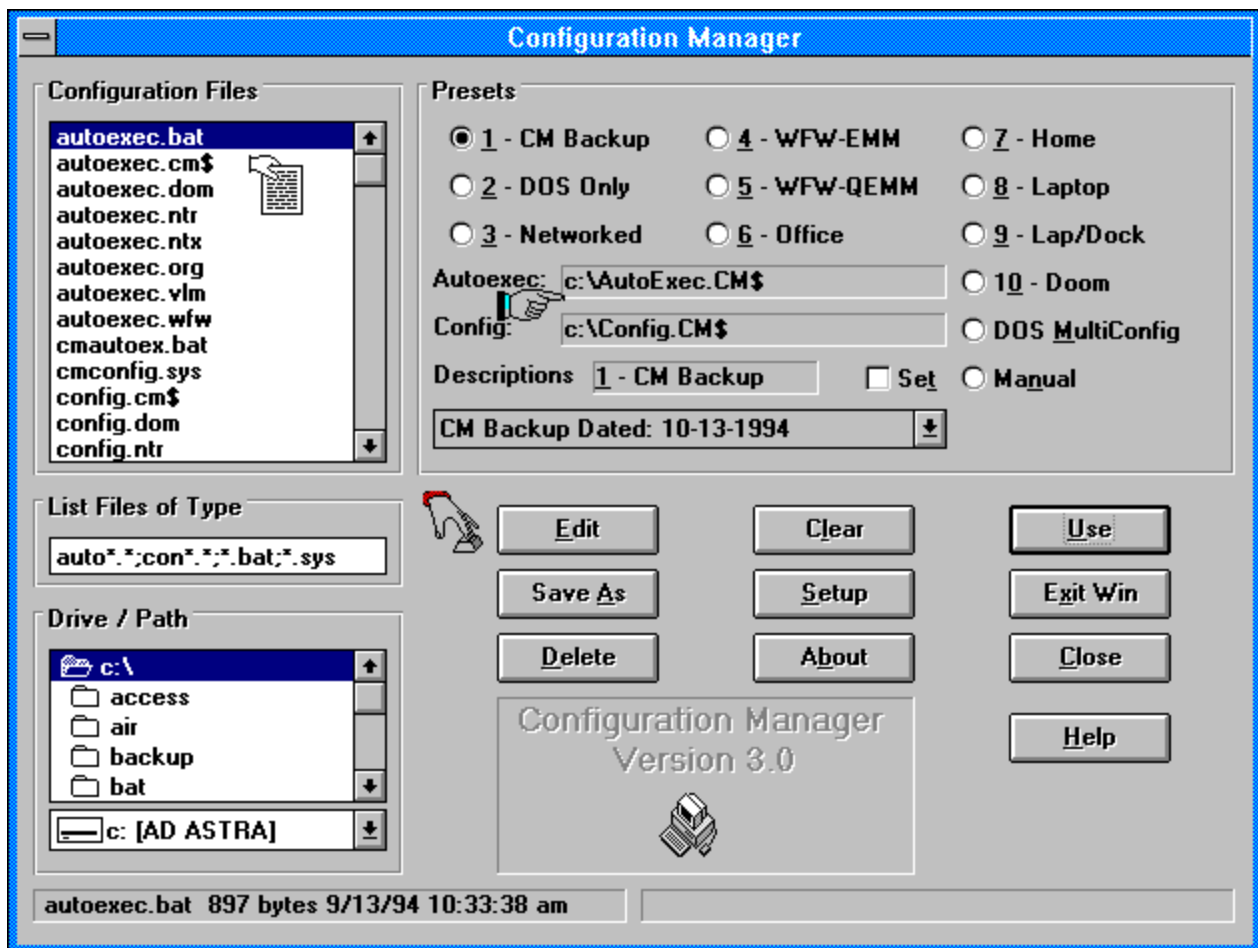 Configuration Manager
Configuration Files
autoexec.bat
autoexec.cm$
autoexec.dom
autoexec.ntr
autoexec.ntx
autoexec.org
autoexec.vlm
autoexec.wfw
cmautoex.bat
cmconfig.sys
config.cm$
config.dom
config.ntr
List Files of Type
auto*.*;con*.*;*.bat;*.sys
Drive / Path
c:\
access
air
backup
bat
c: [AD ASTRA]
Presets
1 - CM Backup
2 - DOS Only
3 - Networked
4 - WFW-EMM
5 - WFW-QEMM
6 - Office
7 - Home
8 - Laptop
9 - Lap/Dock
10 - Doom
DOS MultiConfig
Manual
Autoexec: c:\AutoExec.CM$
Config: c:\Config.CM$
Descriptions 1 - CM Backup Set
CM Backup Dated: 10-13-1994
Edit
Clear
Use
Save As
Setup
Exit Win
Delete
About
Close
Help
Configuration Manager
Version 3.0
autoexec.bat 897 bytes 9/13/94 10:33:38 am